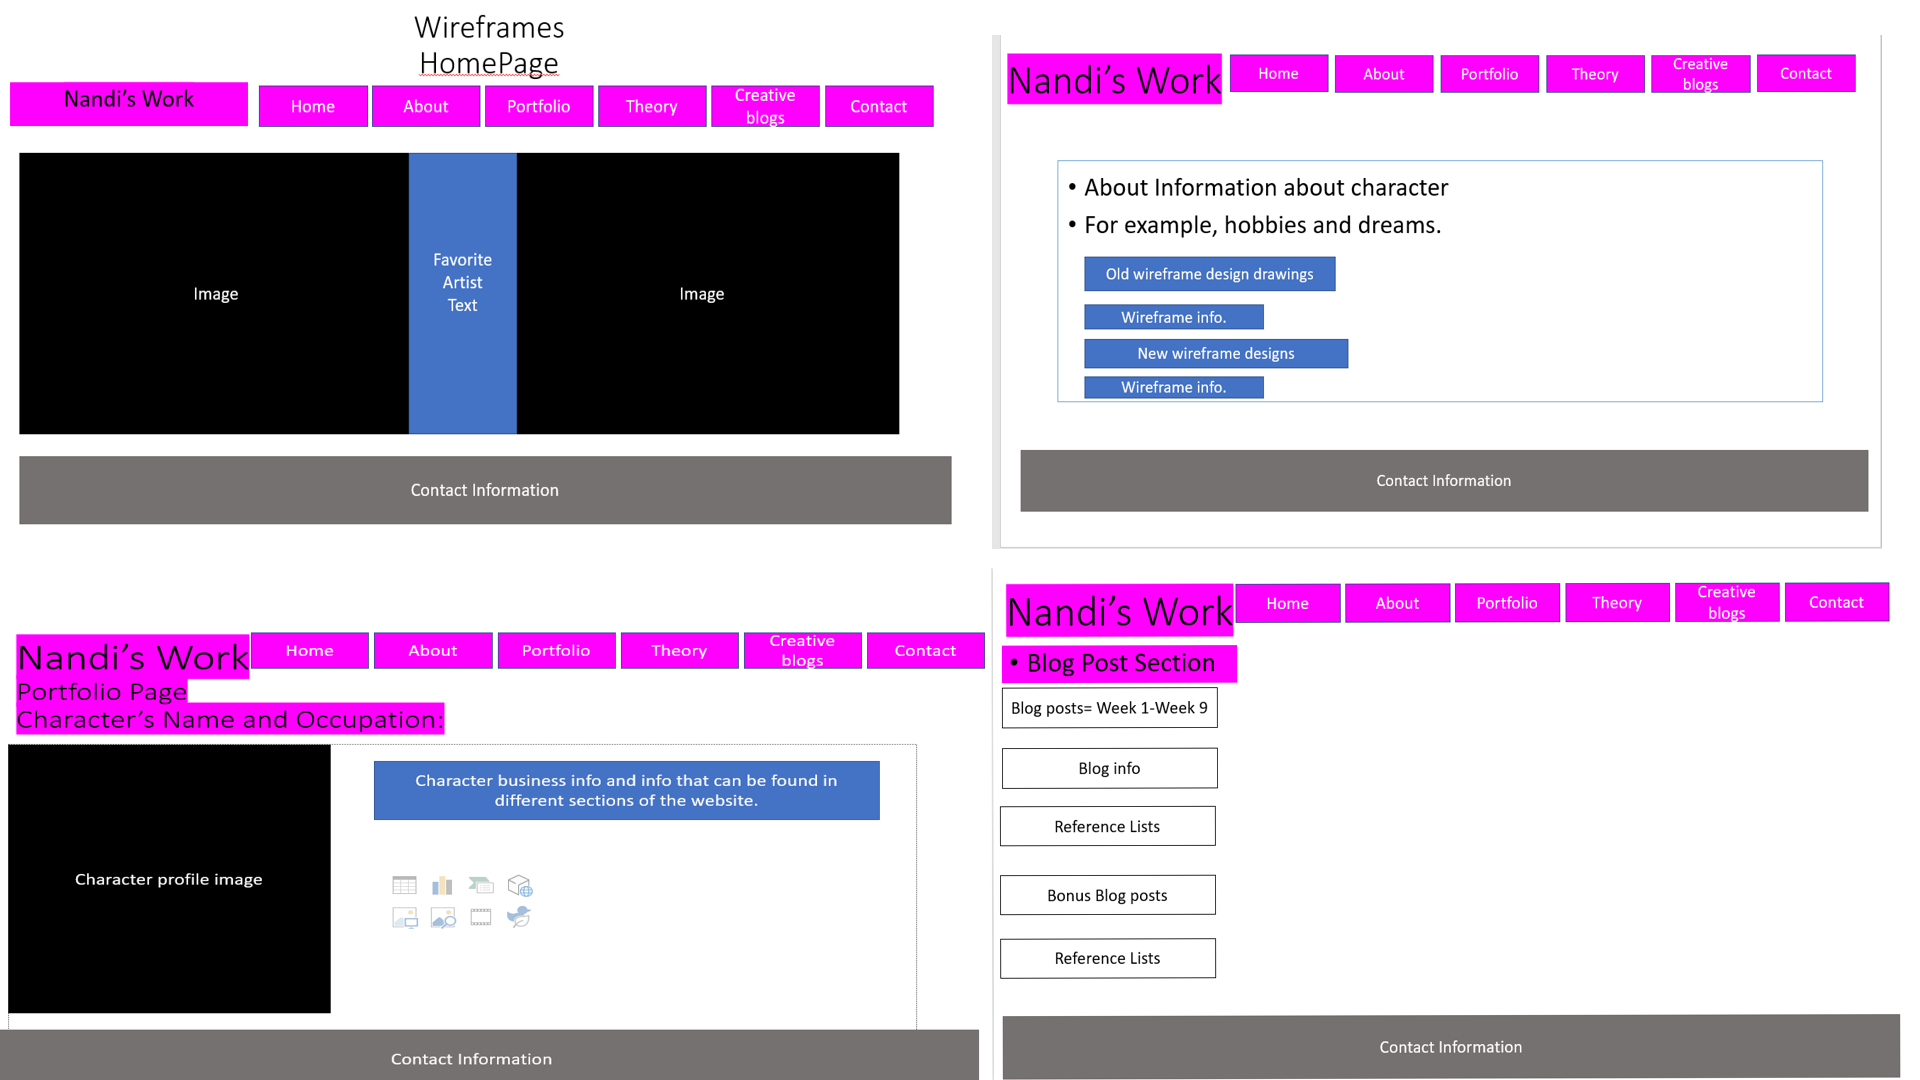 Wireframes
HomePage
Nandi's Work
Home
About
Portfolio
Theory
Creative
blogs
Contact
Image
Favorite
Artist
Text
Image
Contact Information
Nandi's Work
Home
About
Portfolio
Theory
Creative
blogs
Contact
• About Information about character
• For example, hobbies and dreams.
Old wireframe design drawings
Wireframe info.
New wireframe designs
Wireframe info.
Contact Information
Nandi's Work
Home
About
Portfolio
Theory
Creative
blogs
Contact
Portfolio Page
Character's Name and Occupation:
Character profile image
Character business info and info that can be found in
different sections of the website.
Contact Information
Nandi's Work
Home
About
Portfolio
Theory
Creative
blogs
Contact
• Blog Post Section
Blog posts= Week 1-Week 9
Blog info
Reference Lists
Bonus Blog posts
Reference Lists
Contact Information